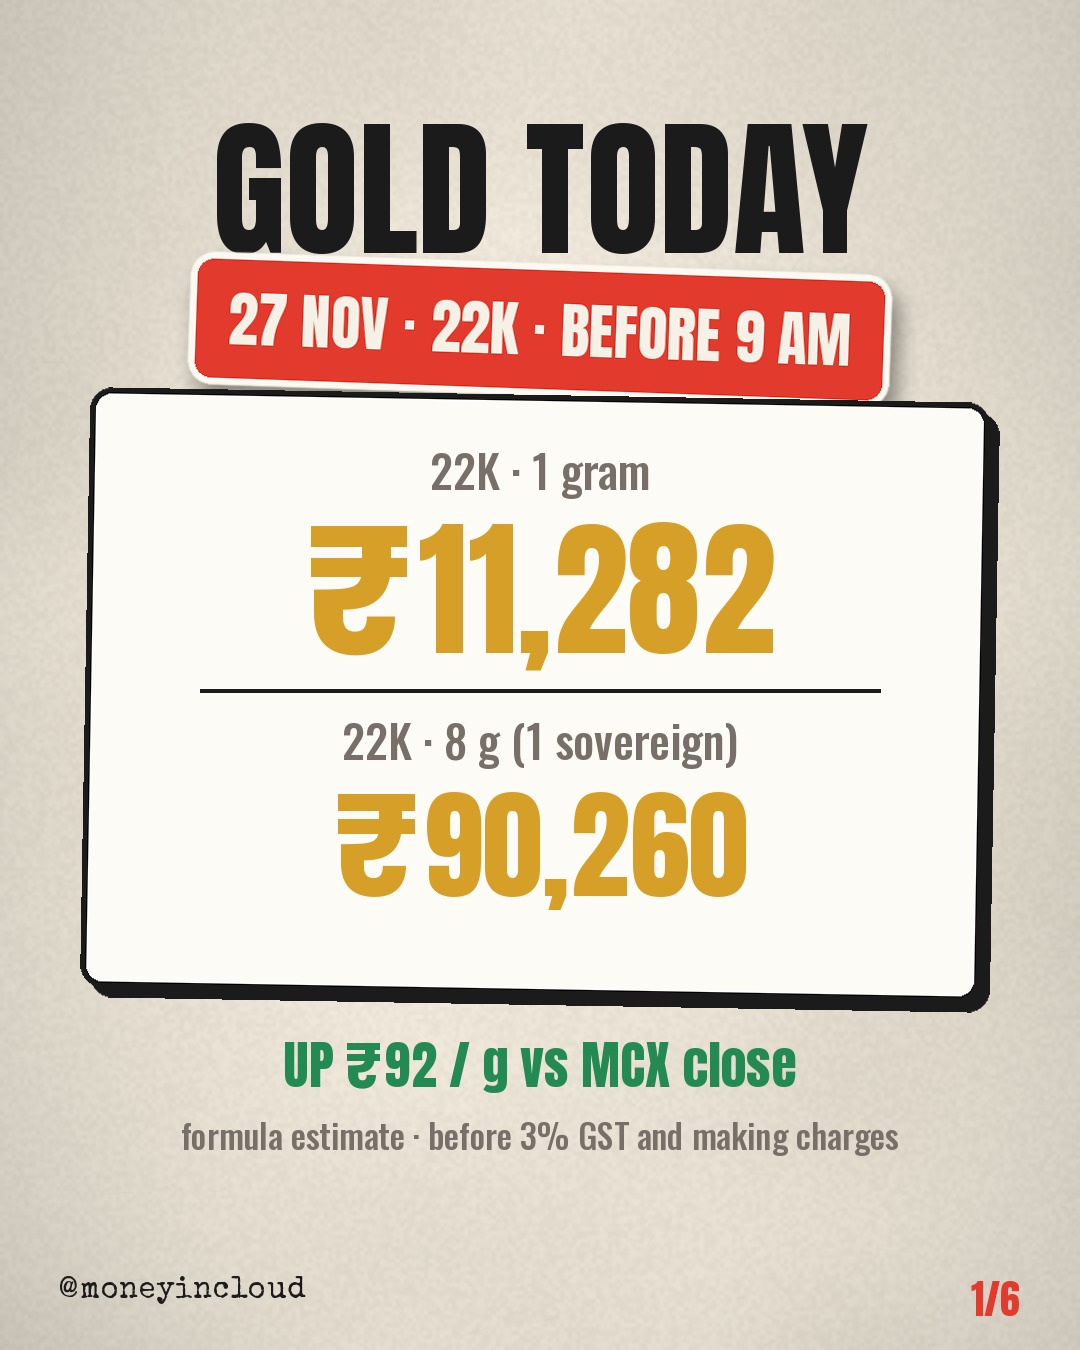 GOLD TODAY
27 NOV · 22K · BEFORE 9 AM
22K · 1 gram
₹11,282
22K · 8 g (1 sovereign)
₹90,260
UP ₹92 / g vs MCX close
formula estimate · before 3% GST and making charges
@moneyincloud
1/6